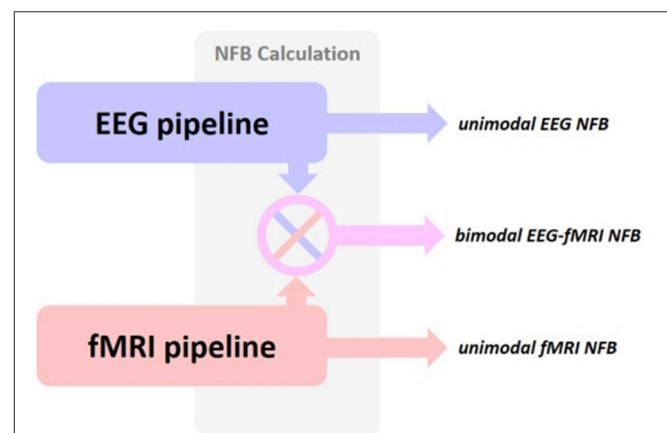 NFB Calculation
EEG pipeline
unimodal EEG NFB
bimodal EEG-fMRI NFB
fMRI pipeline
unimodal fMRI NFB